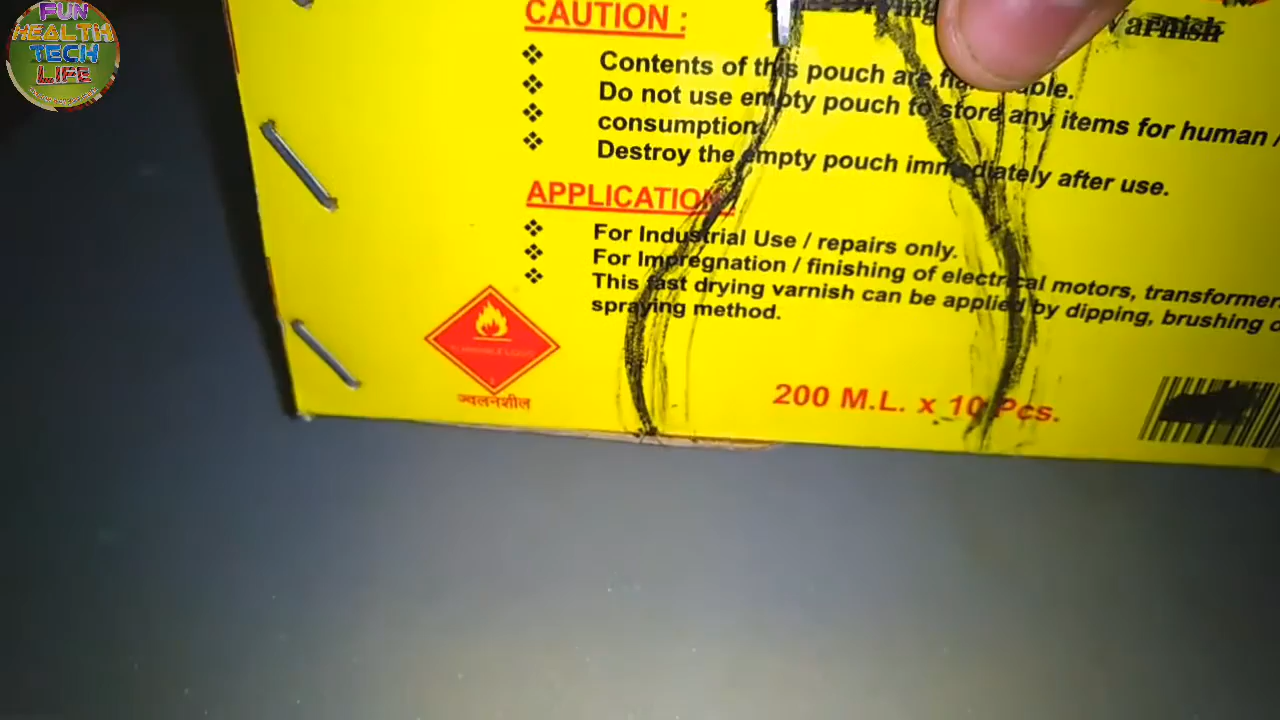 FUN
HEALTH
TECH
LIFE
CAUTION :
Varnish
Contents of this pouch are
Do not use empty pouch to store any items for human /
consumption
Destroy the empty pouch immediately after use.
APPLICATION :
For Industrial Use / repairs only.
For Impregnation / finishing of electrical motors, transformer
This fast drying varnish can be applied by dipping, brushing
spraying method.
ज्वलनशील
200 M.L. x 10 Pcs.